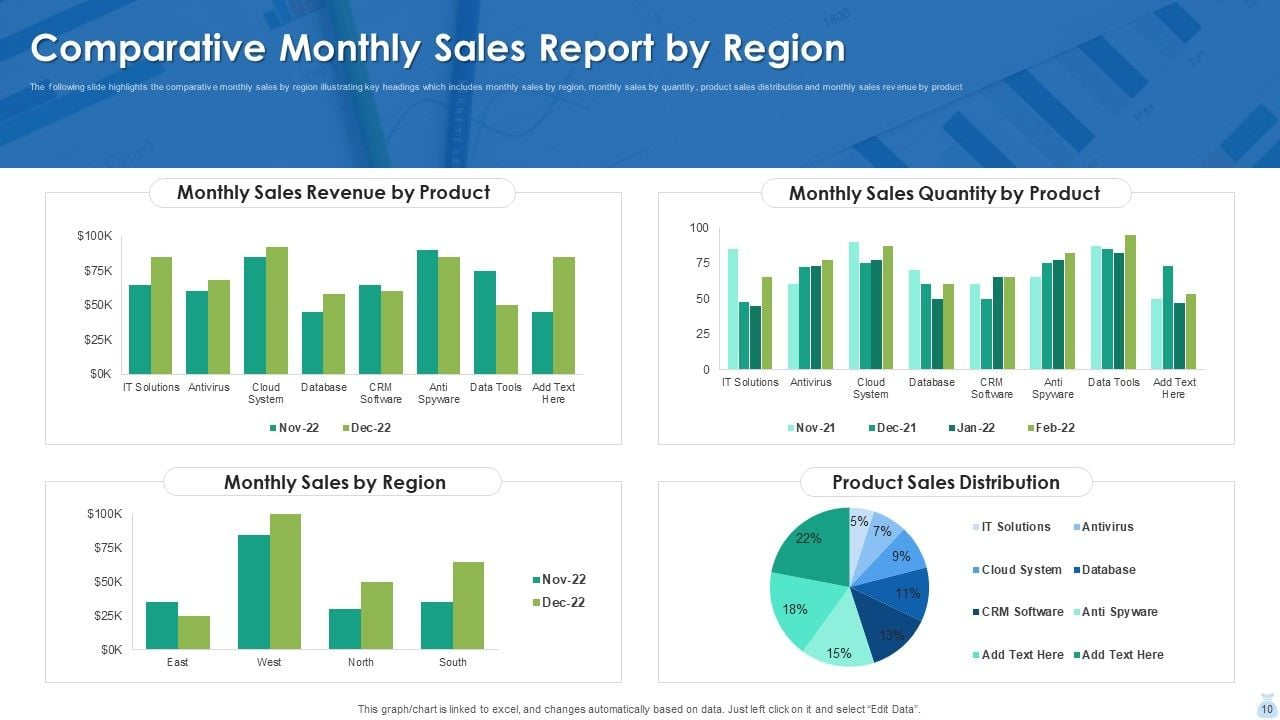 Comparative Monthly Sales Report by Region
The following slide highlights the comparative monthly sales by region illustrating key headings which includes monthly sales by region, monthly sales by quantity, product sales distribution and monthly sales revenue by product
Monthly Sales Revenue by Product
$100K
$75K
$50K
$25K
$0K
IT Solutions Antivirus Cloud System Database CRM Software Anti Spyware Data Tools Add Text Here
Nov-22 Dec-22
Monthly Sales Quantity by Product
100
75
50
25
0
IT Solutions Antivirus Cloud System Database CRM Software Anti Spyware Data Tools Add Text Here
Nov-21 Dec-21 Jan-22 Feb-22
Monthly Sales by Region
$100K
$75K
$50K
$25K
$0K
East West North South
Nov-22
Dec-22
Product Sales Distribution
5%
7%
9%
11%
13%
15%
18%
22%
IT Solutions Antivirus
Cloud System Database
CRM Software Anti Spyware
Add Text Here Add Text Here
This graph/chart is linked to excel, and changes automatically based on data. Just left click on it and select “Edit Data”.
10